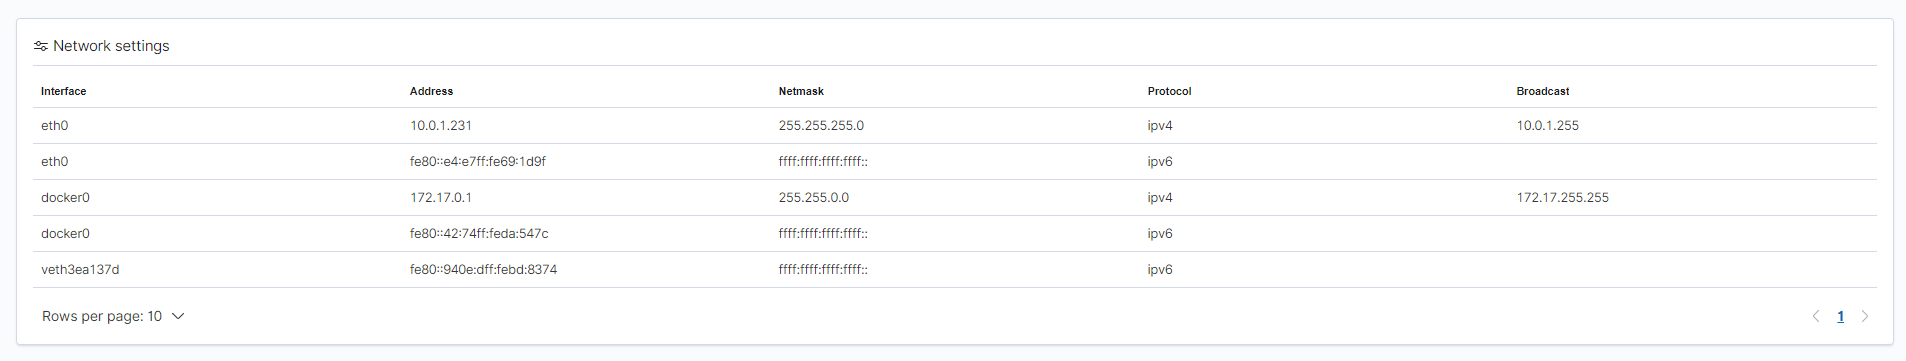 Network settings
Interface Address Netmask Protocol Broadcast
eth0 10.0.1.231 255.255.255.0 ipv4 10.0.1.255
eth0 fe80::e4:e7ff:fe69:1d9f ffff:ffff:ffff:ffff:: ipv6
docker0 172.17.0.1 255.255.0.0 ipv4 172.17.255.255
docker0 fe80::42:74ff:feda:547c ffff:ffff:ffff:ffff:: ipv6
veth3ea137d fe80::940e:dff:febd:8374 ffff:ffff:ffff:ffff:: ipv6
Rows per page: 10 1